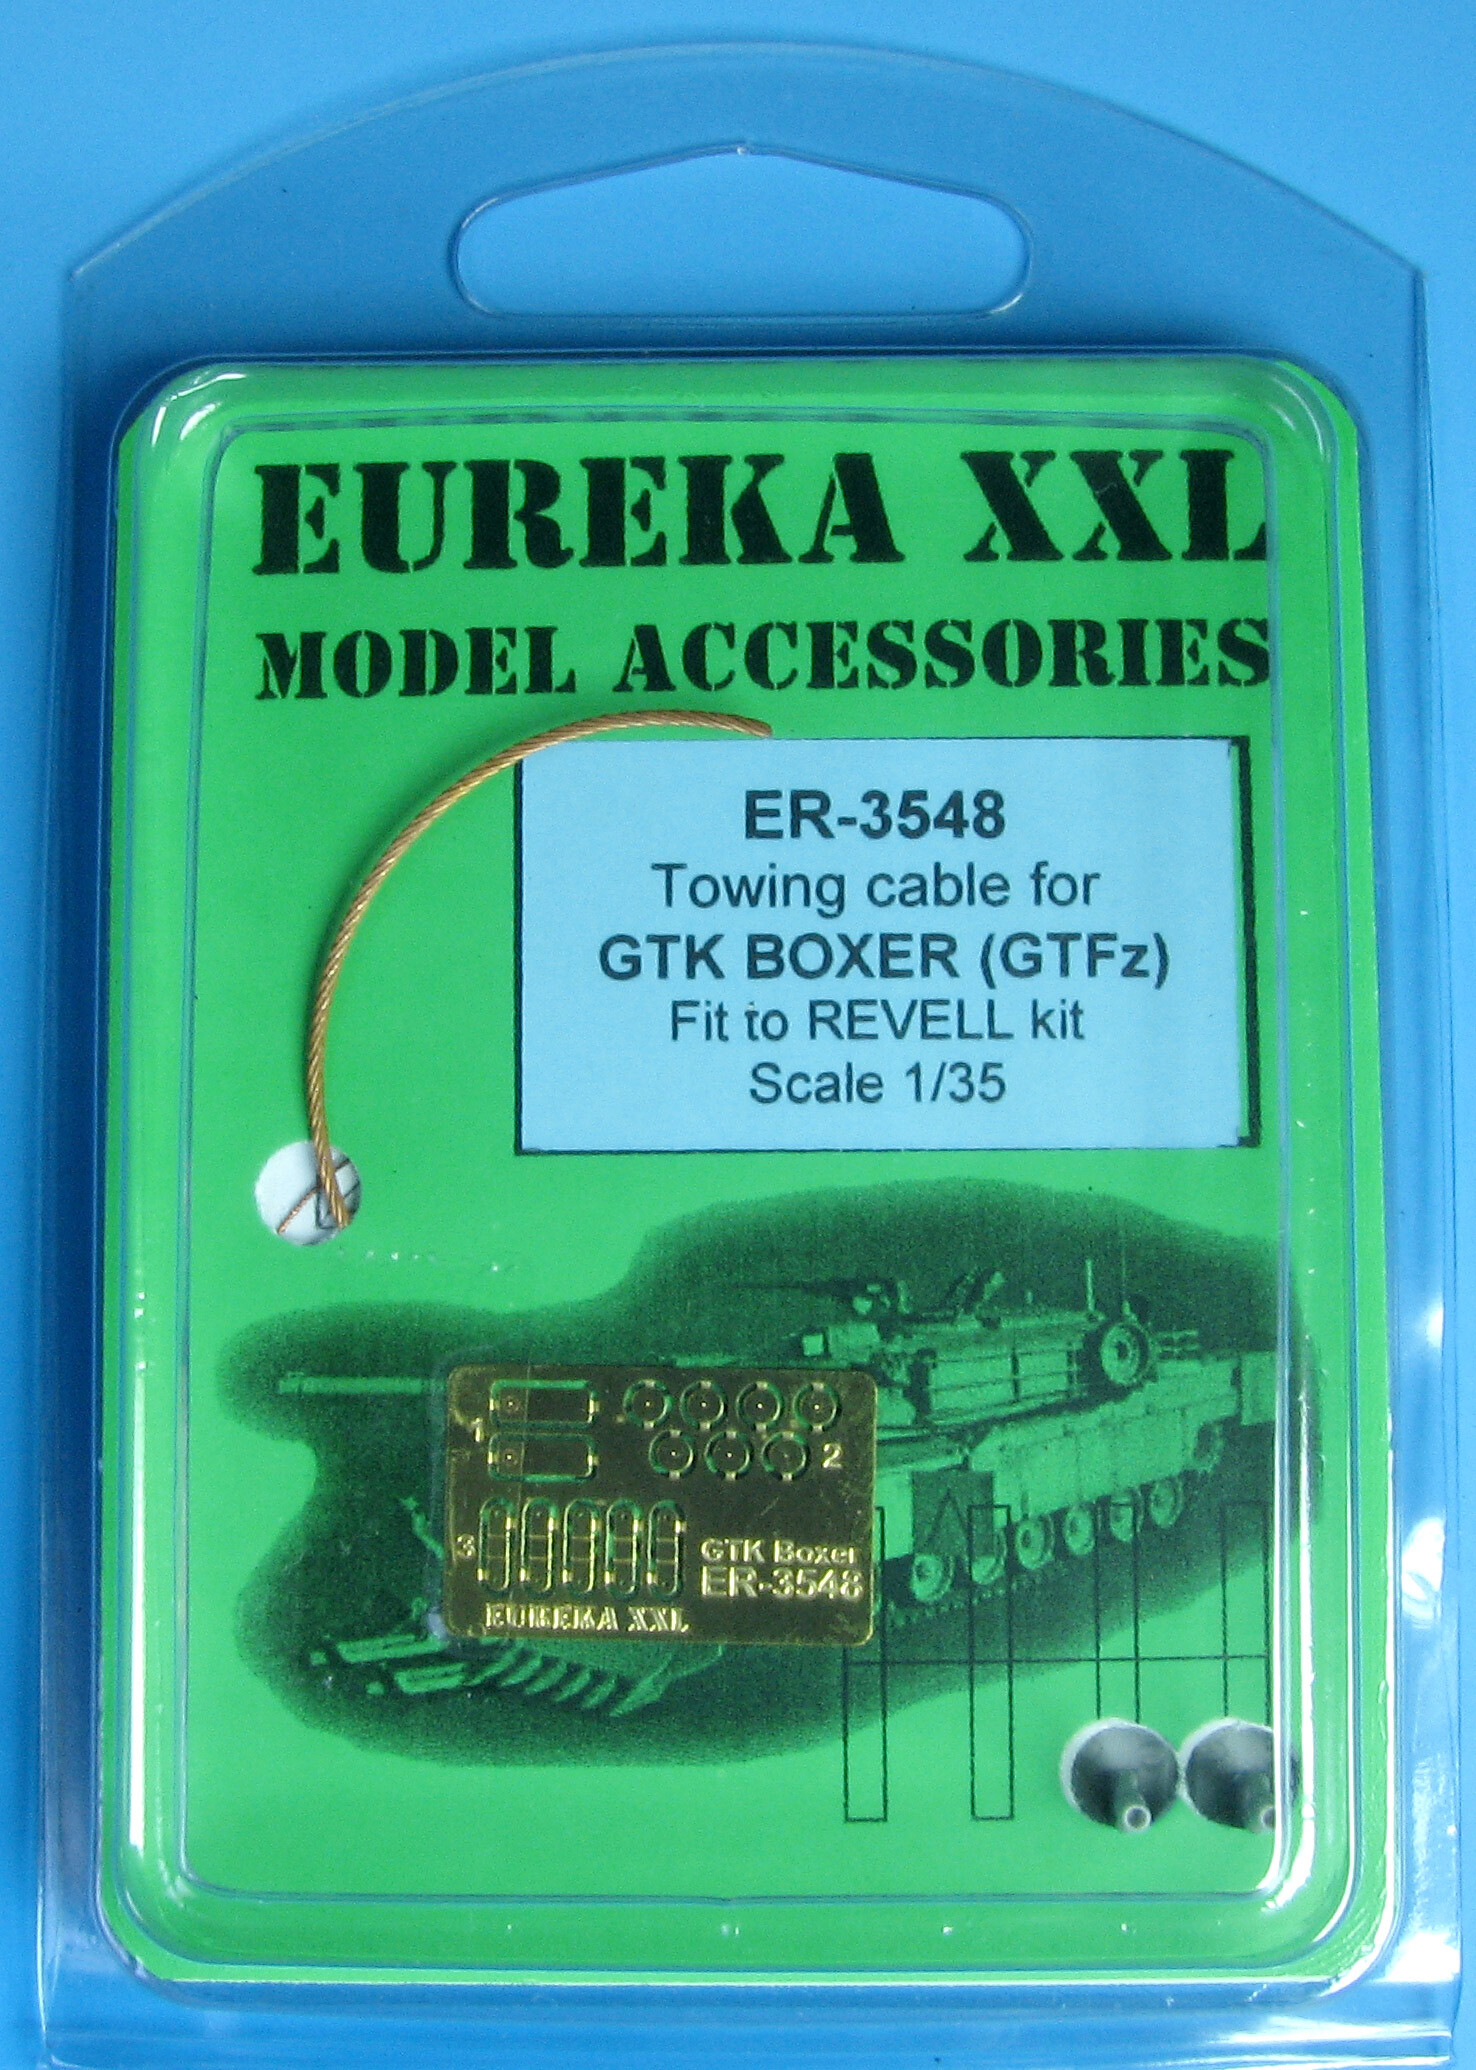 EUREKA XXL
MODEL ACCESSORIES
ER-3548
Towing cable for
GTK BOXER (GTFz)
Fit to REVELL kit
Scale 1/35
1
2
3
GTK Boxer
ER-3548
EUREKA XXL